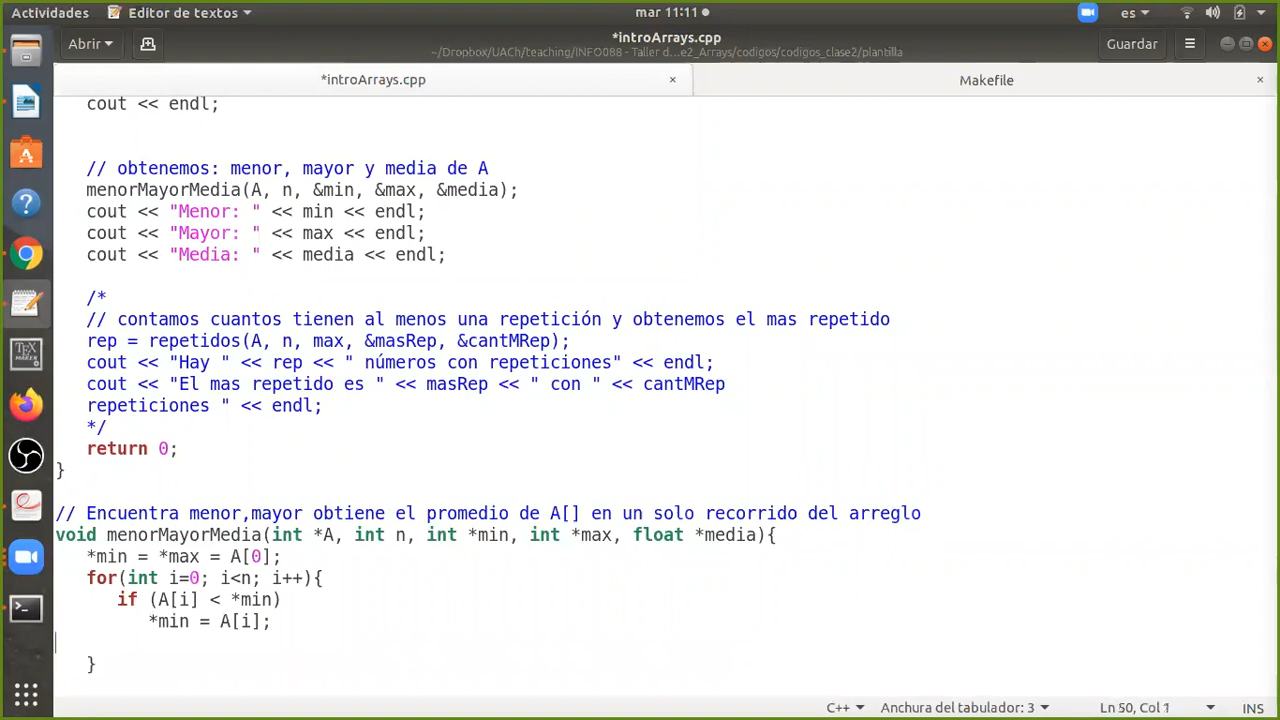 Actividades
Editor de textos
mar 11:11
es
Abrir
*introArrays.cpp
~/Dropbox/UACh/teaching/INFO088 - Taller d...e2_Arrays/codigos/codigos_clase2/plantilla
Guardar
*introArrays.cpp
×
Makefile
×
cout << endl;
// obtenemos: menor, mayor y media de A
menorMayorMedia(A, n, &min, &max, &media);
cout << "Menor: " << min << endl;
cout << "Mayor: " << max << endl;
cout << "Media: " << media << endl;
/*
// contamos cuantos tienen al menos una repetición y obtenemos el mas repetido
rep = repetidos(A, n, max, &masRep, &cantMRep);
cout << "Hay " << rep << " números con repeticiones" << endl;
cout << "El mas repetido es " << masRep << " con " << cantMRep
repeticiones " << endl;
*/
return 0;
}
// Encuentra menor,mayor obtiene el promedio de A[] en un solo recorrido del arreglo
void menorMayorMedia(int *A, int n, int *min, int *max, float *media){
*min = *max = A[0];
for(int i=0; i<n; i++){
if (A[i] < *min)
*min = A[i];
}
C++
Anchura del tabulador: 3
Ln 50, Col 1
INS